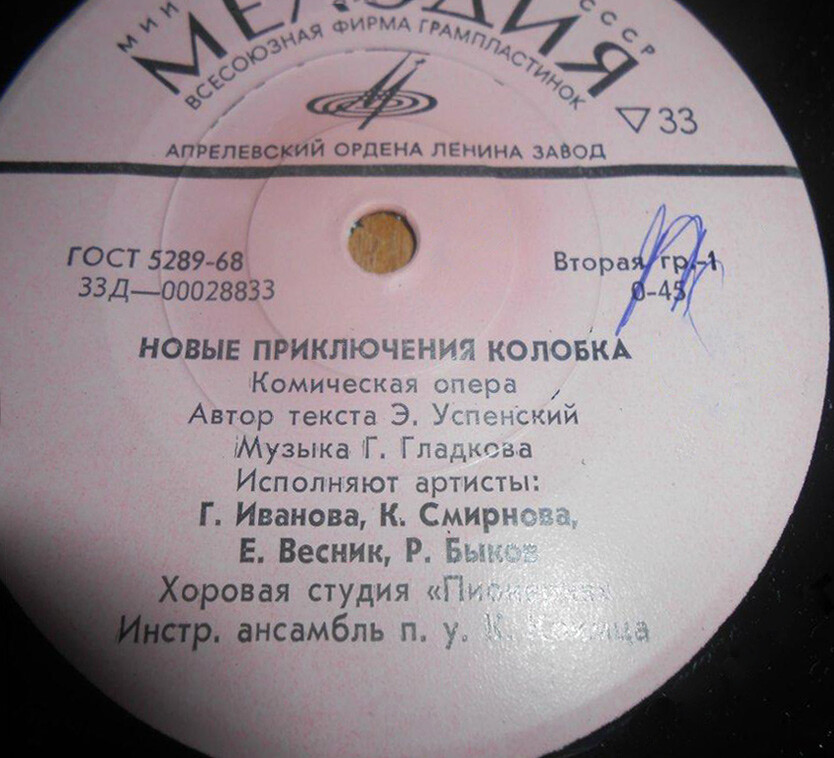 МИН СССР
МЕЛОДИЯ
ВСЕСОЮЗНАЯ ФИРМА ГРАМПЛАСТИНОК
▽ 33
АПРЕЛЕВСКИЙ ОРДЕНА ЛЕНИНА ЗАВОД
ГОСТ 5289-68
33Д—00028833
Вторая гр.-1
0-45
НОВЫЕ ПРИКЛЮЧЕНИЯ КОЛОБКА
Комическая опера
Автор текста Э. Успенский
Музыка Г. Гладкова
Исполняют артисты:
Г. Иванова, К. Смирнова,
Е. Весник, Р. Быков
Хоровая студия «Пионерия»
Инстр. ансамбль п. у. К.